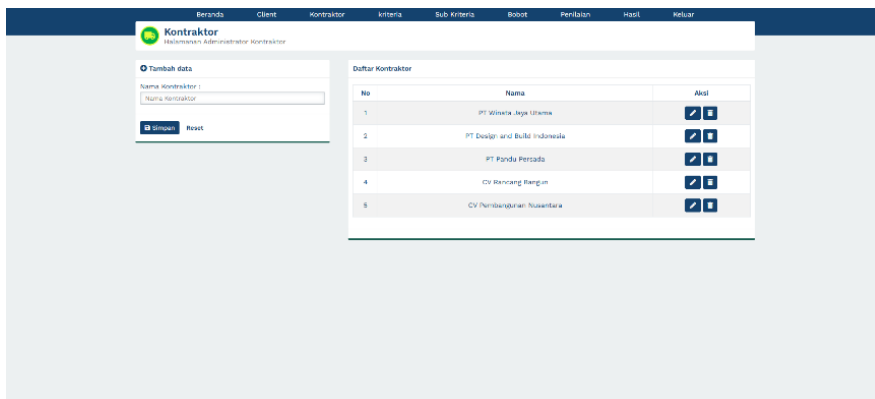 Beranda Client Kontraktor kriteria Sub Kriteria Bobot Penilaian Hasil Keluar
Kontraktor
Halamanan Administrator Kontraktor
Tambah data
Nama Kontraktor :
Nama Kontraktor
Simpan Reset
Daftar Kontraktor
No Nama Aksi
1 PT Winata Jaya Utama
2 PT Design and Build Indonesia
3 PT Pandu Persada
4 CV Rancang Bangun
5 CV Pembangunan Nusantara